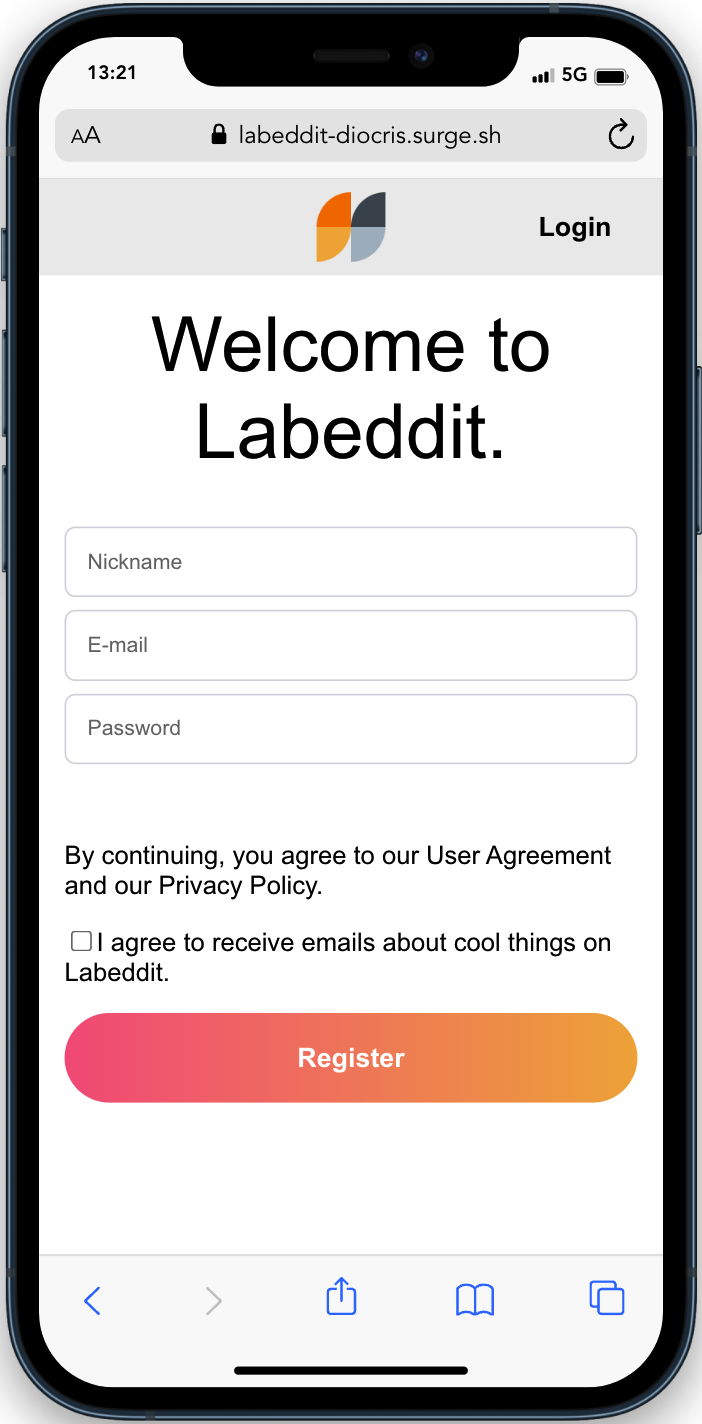 13:21
5G
AA
labeddit-diocris.surge.sh
Login
Welcome to
Labeddit.
Nickname
E-mail
Password
By continuing, you agree to our User Agreement
and our Privacy Policy.
I agree to receive emails about cool things on
Labeddit.
Register